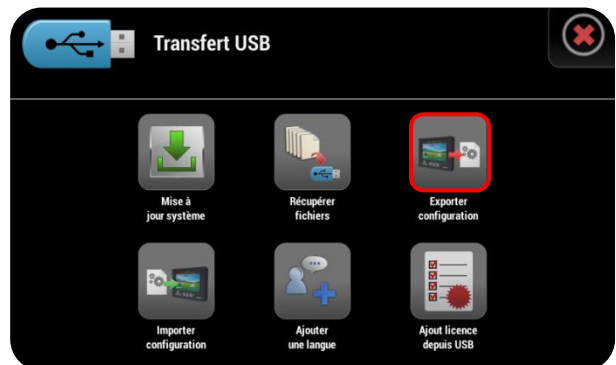 Transfert USB
Mise à
jour système
Récupérer
fichiers
Exporter
configuration
Importer
configuration
Ajouter
une langue
Ajout licence
depuis USB